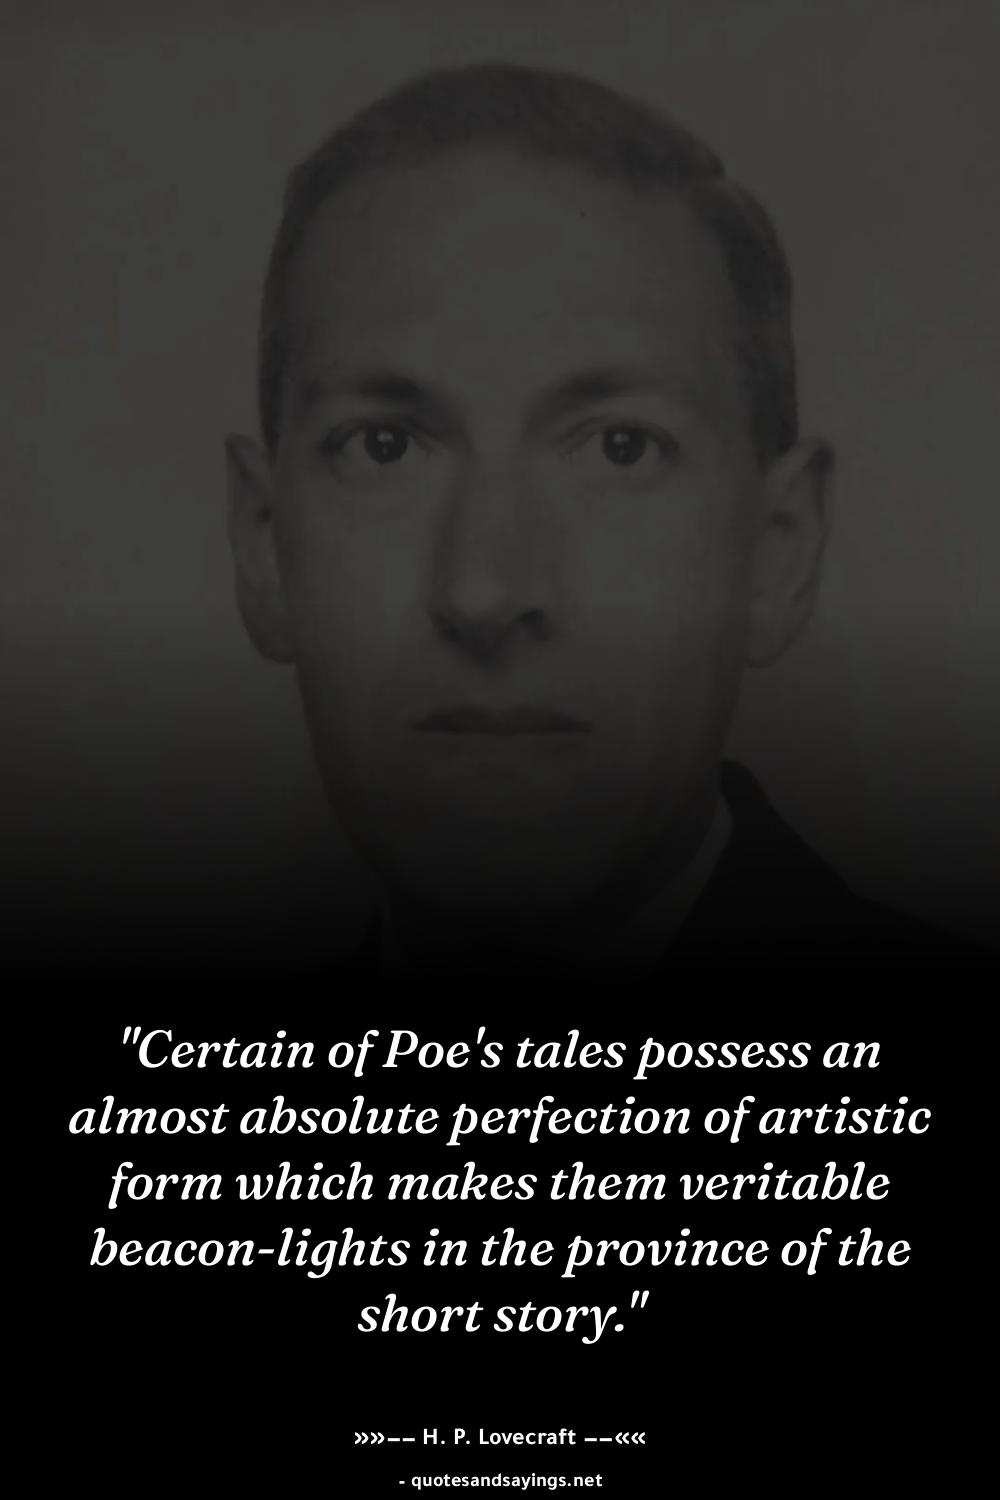 "Certain of Poe's tales possess an
almost absolute perfection of artistic
form which makes them veritable
beacon-lights in the province of the
short story."
»»–– H. P. Lovecraft ––««
- quotesandsayings.net